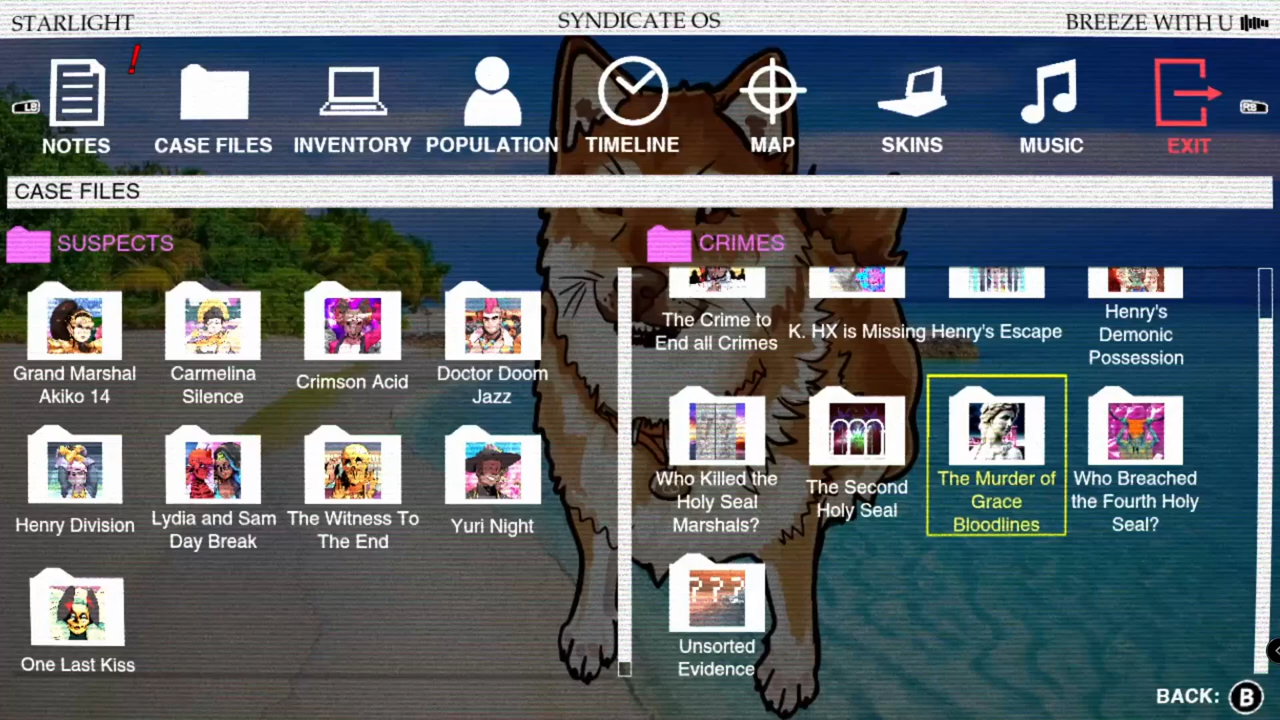 STARLIGHT
SYNDICATE OS
BREEZE WITH U
!
LB
NOTES
CASE FILES
INVENTORY
POPULATION
TIMELINE
MAP
SKINS
MUSIC
EXIT
RB
CASE FILES
SUSPECTS
Grand Marshal
Akiko 14
Carmelina
Silence
Crimson Acid
Doctor Doom
Jazz
Henry Division
Lydia and Sam
Day Break
The Witness To
The End
Yuri Night
One Last Kiss
CRIMES
The Crime to
End all Crimes
K. HX is Missing
Henry's Escape
Henry's
Demonic
Possession
Who Killed the
Holy Seal
Marshals?
The Second
Holy Seal
The Murder of
Grace
Bloodlines
Who Breached
the Fourth Holy
Seal?
???
Unsorted
Evidence
BACK: B